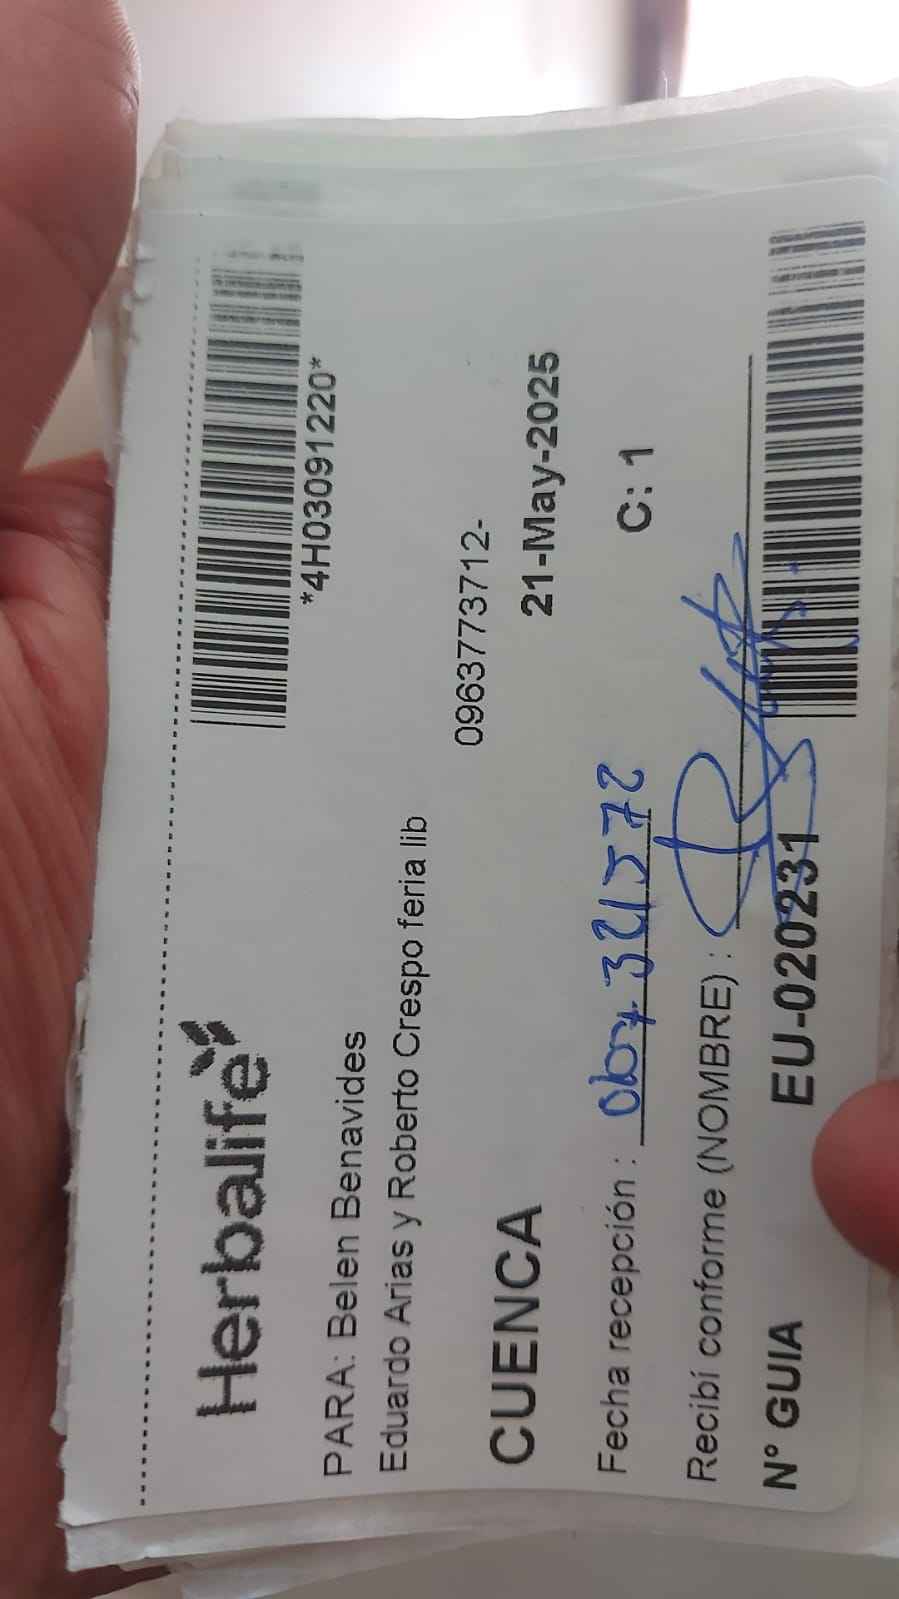 Herbalife
*4H03091220*
PARA: Belen Benavides
Eduardo Arias y Roberto Crespo feria lib
0963773712-
CUENCA
21-May-2025
Fecha recepción :
C: 1
Recibí conforme (NOMBRE) :
N° GUIA
EU-020231